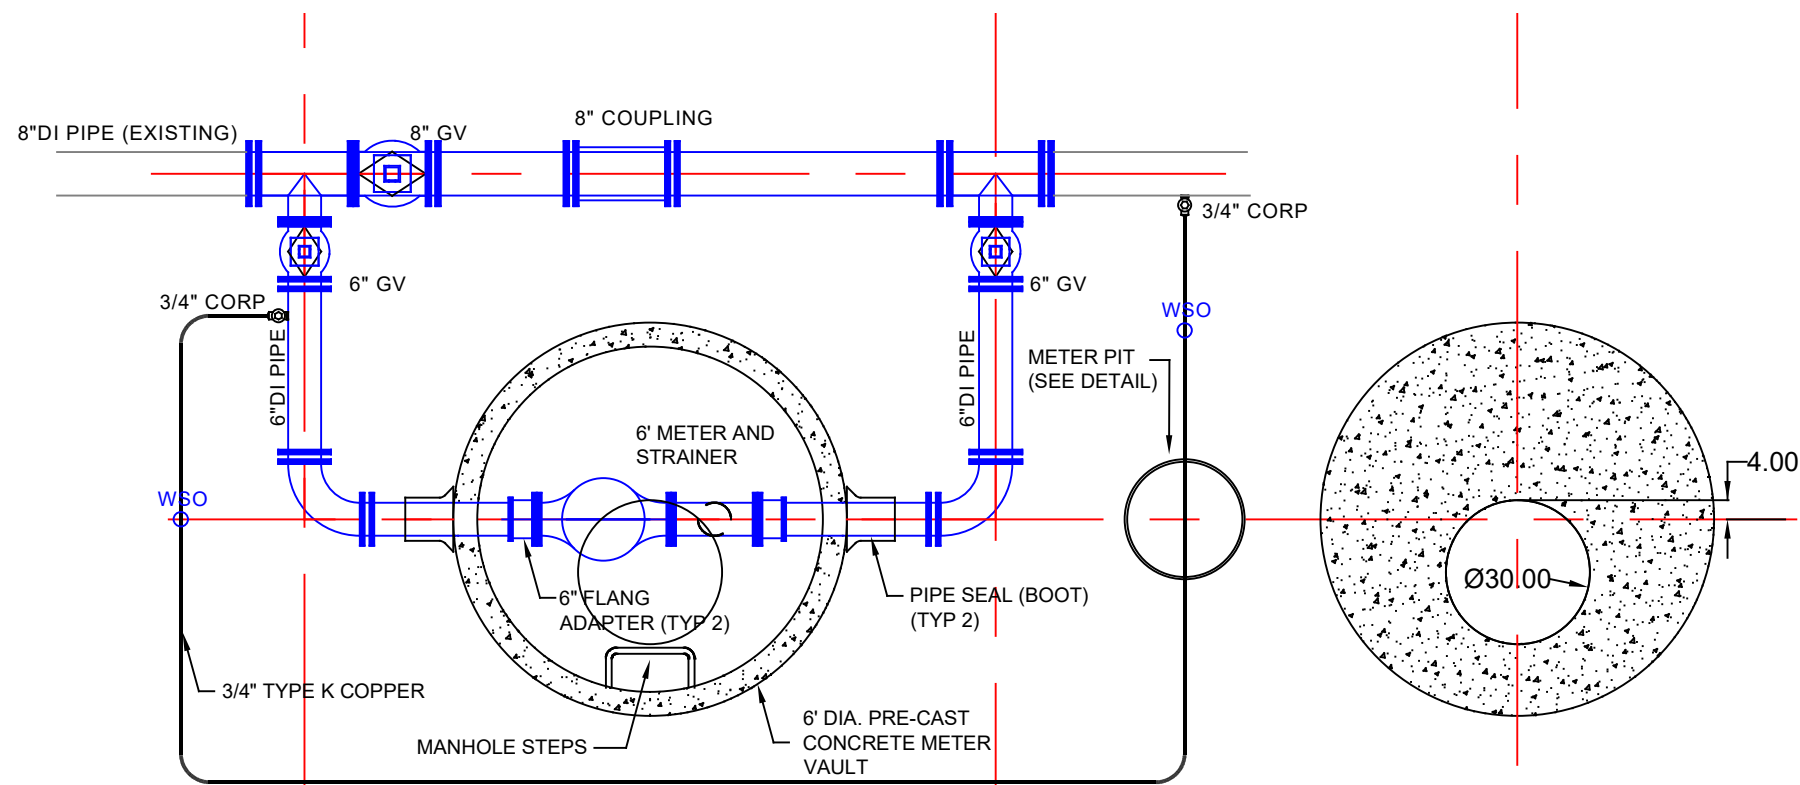 8"DI PIPE (EXISTING)
8" GV
8" COUPLING
3/4" CORP
6" GV
6" GV
3/4" CORP
WSO
6"DI PIPE
6"DI PIPE
METER PIT
(SEE DETAIL)
6' METER AND
STRAINER
4.00
WSO
Ø30.00
6" FLANG
ADAPTER (TYP 2)
PIPE SEAL (BOOT)
(TYP 2)
3/4" TYPE K COPPER
6' DIA. PRE-CAST
CONCRETE METER
VAULT
MANHOLE STEPS